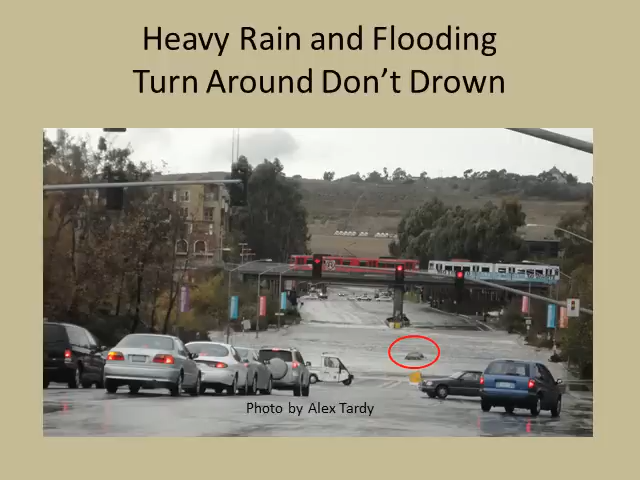 Heavy Rain and Flooding
Turn Around Don’t Drown
Photo by Alex Tardy